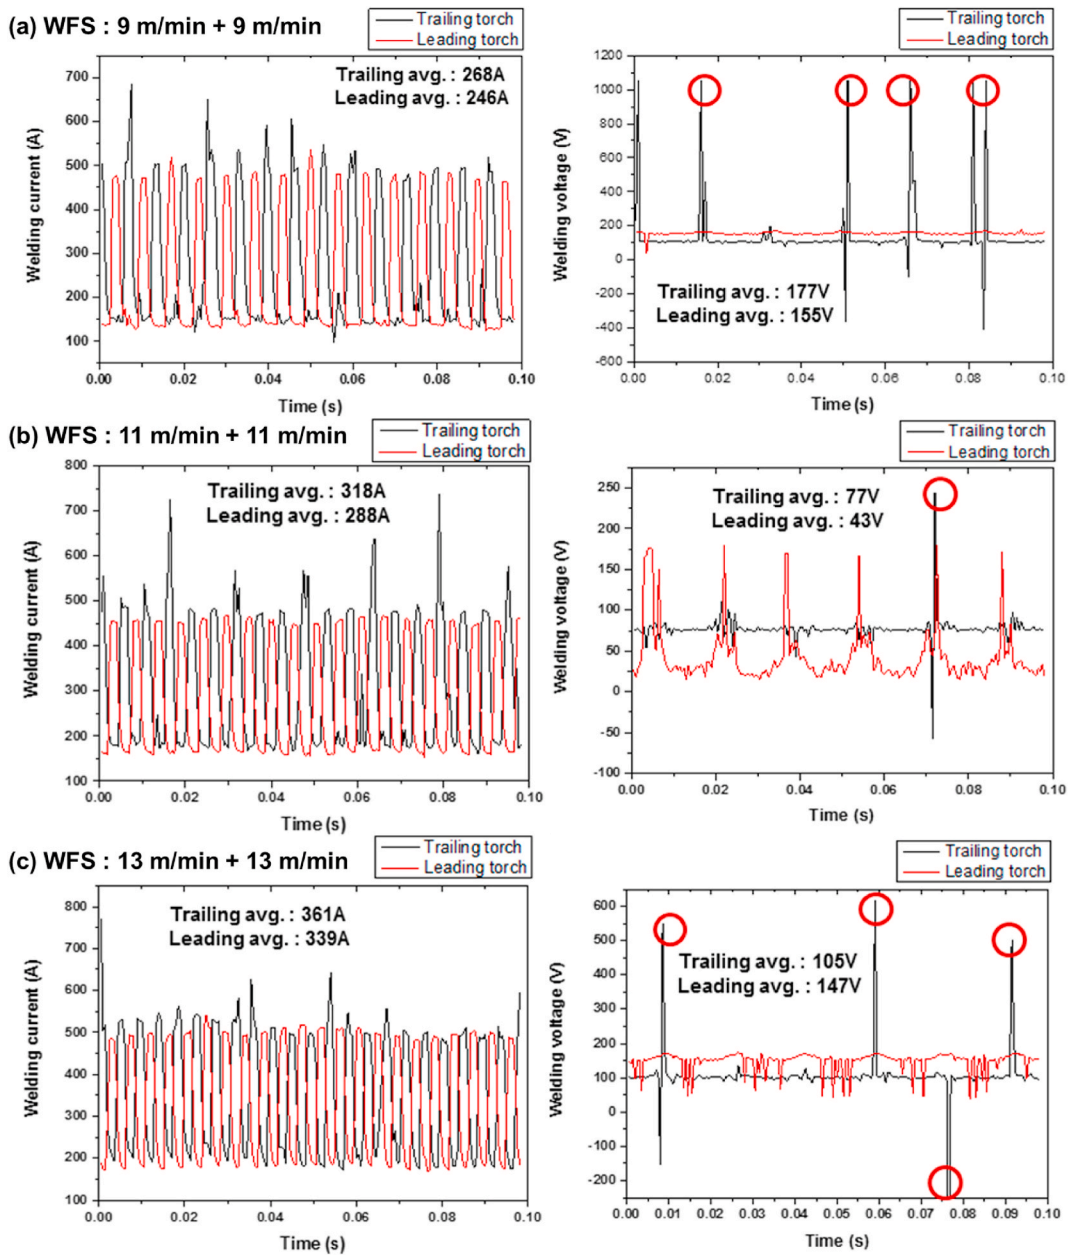 (a) WFS : 9 m/min + 9 m/min
Trailing torch
Leading torch
Trailing avg. : 268A
Leading avg. : 246A
700
600
500
400
300
200
100
Welding current (A)
0.00 0.02 0.04 0.06 0.08 0.10
Time (s)
Trailing torch
Leading torch
1200
1000
800
600
400
200
0
-200
-400
-600
Welding voltage (V)
Trailing avg. : 177V
Leading avg. : 155V
0.00 0.02 0.04 0.06 0.08 0.10
Time (s)
(b) WFS : 11 m/min + 11 m/min
Trailing torch
Leading torch
Trailing avg. : 318A
Leading avg. : 288A
800
700
600
500
400
300
200
100
Welding current (A)
0.00 0.02 0.04 0.06 0.08 0.10
Time (s)
Trailing torch
Leading torch
Trailing avg. : 77V
Leading avg. : 43V
250
200
150
100
50
0
-50
-100
Welding voltage (V)
0.00 0.02 0.04 0.06 0.08 0.10
Time (s)
(c) WFS : 13 m/min + 13 m/min
Trailing torch
Leading torch
Trailing avg. : 361A
Leading avg. : 339A
800
700
600
500
400
300
200
100
Welding current (A)
0.00 0.02 0.04 0.06 0.08 0.10
Time (s)
Trailing torch
Leading torch
Trailing avg. : 105V
Leading avg. : 147V
600
500
400
300
200
100
0
-100
-200
Welding voltage (V)
0.00 0.01 0.02 0.03 0.04 0.05 0.06 0.07 0.08 0.09 0.10
Time (s)